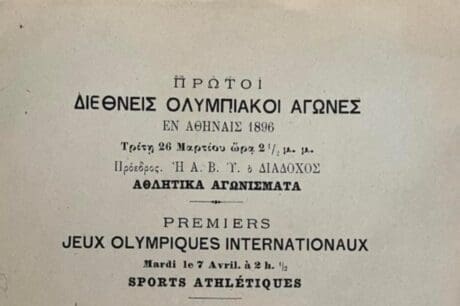 ΠΡΩΤΟΙ
ΔΙΕΘΝΕΙΣ ΟΛΥΜΠΙΑΚΟΙ ΑΓΩΝΕΣ
ΕΝ ΑΘΗΝΑΙΣ 1896
Τρίτῃ 26 Μαρτίου ὥρᾳ 2 1/2 μ. μ.
Πρόεδρος. Ἡ Α. Β. Ὑ. ὁ ΔΙΑΔΟΧΟΣ
ΑΘΛΗΤΙΚΑ ΑΓΩΝΙΣΜΑΤΑ
PREMIERS
JEUX OLYMPIQUES INTERNATIONAUX
Mardi le 7 Avril. à 2 h. 1/2
SPORTS ATHLÉTIQUES